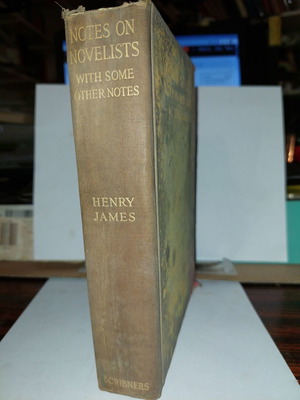 NOTES ON
NOVELISTS
WITH SOME
OTHER NOTES
HENRY
JAMES
SCRIBNERS